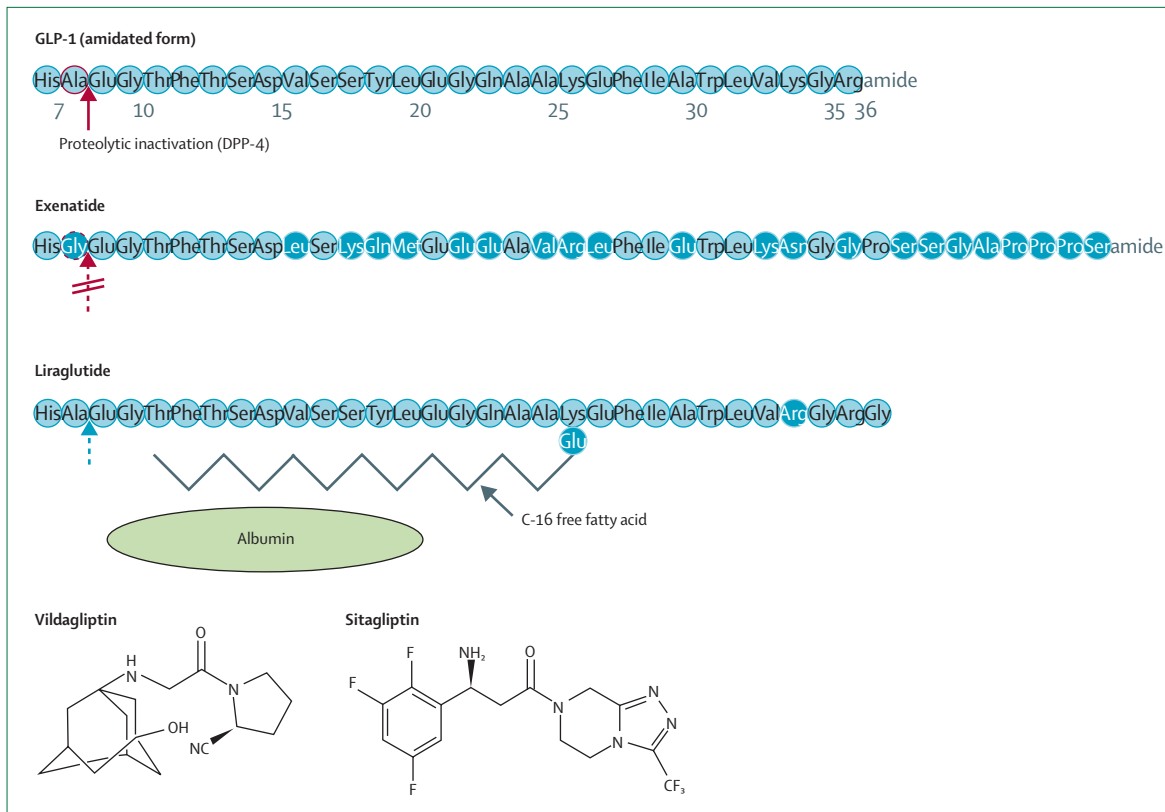 GLP-1 (amidated form)
HisAlaGluGlyThrPheThrSerAspValSerSerTyrLeuGluGlyGlnAlaAlaLysGluPheIleAlaTrpLeuValLysGlyArgamide
7 10 15 20 25 30 35 36
Proteolytic inactivation (DPP-4)
Exenatide
HisGlyGluGlyThrPheThrSerAspLeuSerLysGlnMetGluGluGluAlaValArgLeuPheIleGluTrpLeuLysAsnGlyGlyProSerSerGlyAlaProProProSeramide
Liraglutide
HisAlaGluGlyThrPheThrSerAspValSerSerTyrLeuGluGlyGlnAlaAlaLysGluPheIleAlaTrpLeuValArgGlyArgGly
Glu
C-16 free fatty acid
Albumin
Vildagliptin
H
N
O
N
OH
NC
Sitagliptin
F
F
F
NH₂
O
N
N
N
N
CF₃